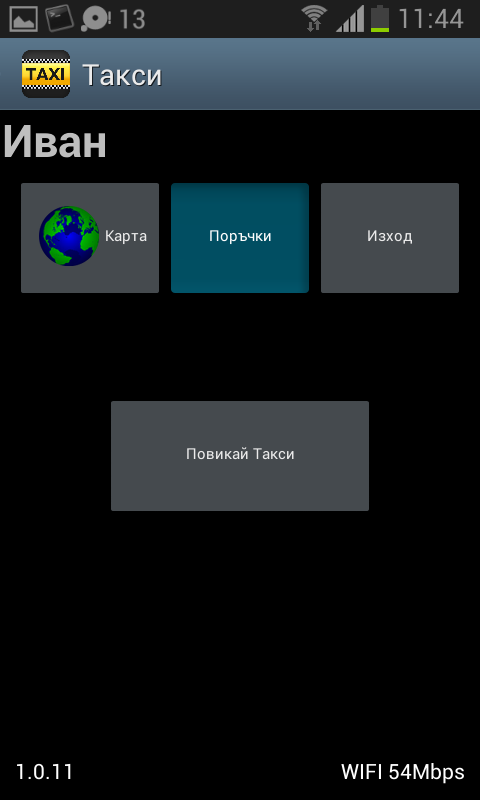 13 11:44
TAXI Такси
Иван
Карта Поръчки Изход
Повикай Такси
1.0.11 WIFI 54Mbps